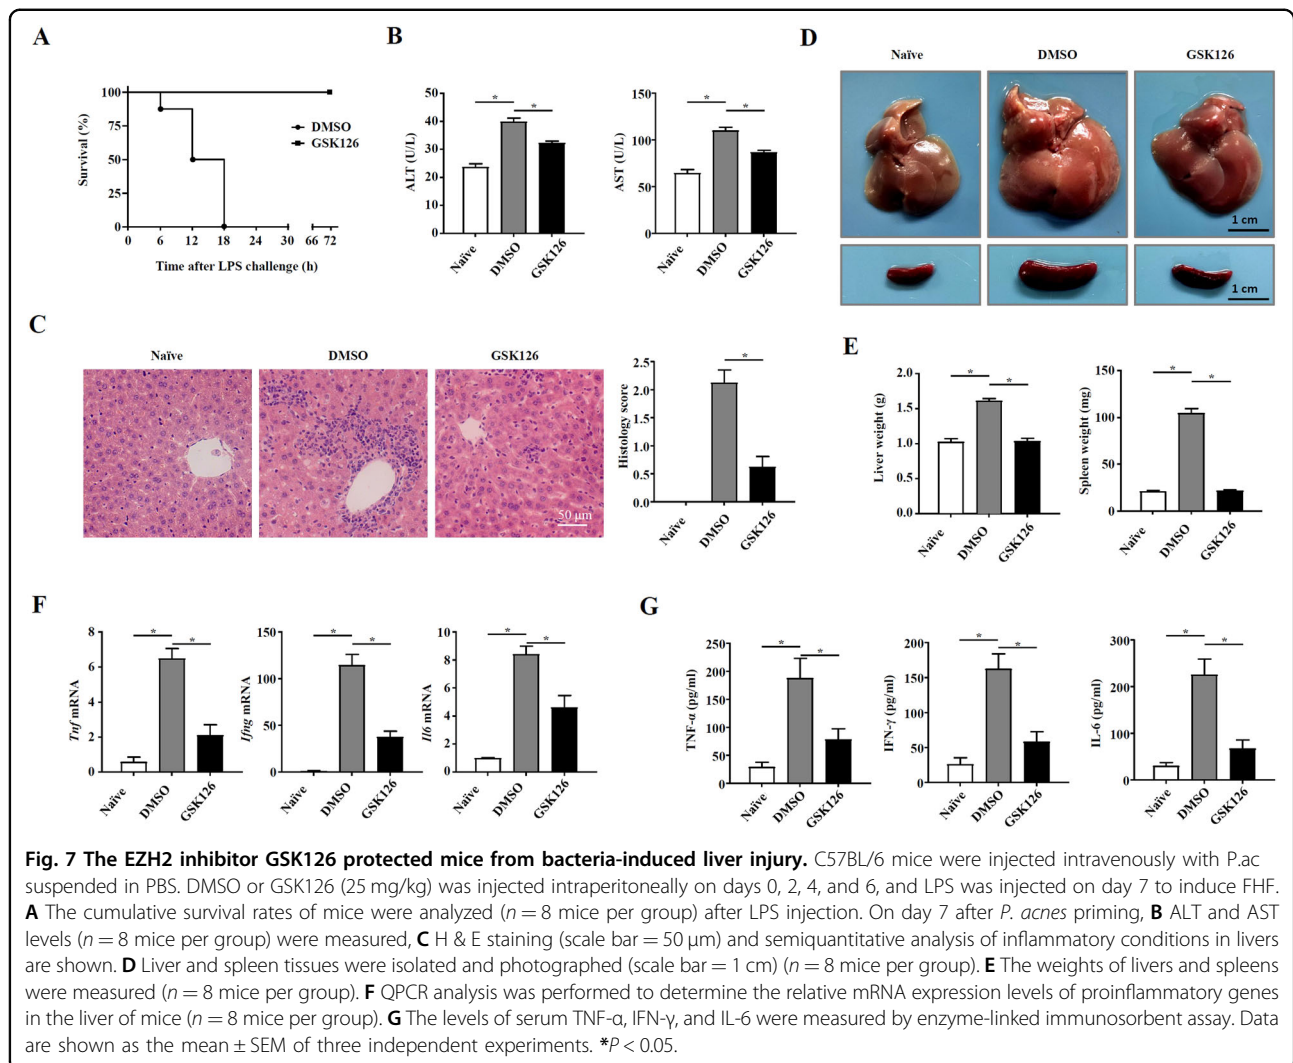 A
Survival (%)
100
75
50
25
0
DMSO
GSK126
0 6 12 18 24 30 66 72
Time after LPS challenge (h)
B
ALT (U/L)
50
40
30
20
10
0
* *
Naïve DMSO GSK126
AST (U/L)
150
100
50
0
* *
Naïve DMSO GSK126
D
Naïve DMSO GSK126
1 cm
1 cm
C
Naïve DMSO GSK126
50 μm
Histology score
2.5
2.0
1.5
1.0
0.5
0.0
*
Naïve DMSO GSK126
E
Liver weight (g)
2.0
1.5
1.0
0.5
0.0
* *
Naïve DMSO GSK126
Spleen weight (mg)
150
100
50
0
* *
Naïve DMSO GSK126
F
Tnf mRNA
8
6
4
2
0
* *
Naïve DMSO GSK126
Ifng mRNA
150
100
50
0
* *
Naïve DMSO GSK126
Il6 mRNA
10
8
6
4
2
0
* *
Naïve DMSO GSK126
G
TNF-α (pg/ml)
250
200
150
100
50
0
* *
Naïve DMSO GSK126
IFN-γ (pg/ml)
200
150
100
50
0
* *
Naïve DMSO GSK126
IL-6 (pg/ml)
300
200
100
0
* *
Naïve DMSO GSK126
Fig. 7 The EZH2 inhibitor GSK126 protected mice from bacteria-induced liver injury. C57BL/6 mice were injected intravenously with P.ac
suspended in PBS. DMSO or GSK126 (25 mg/kg) was injected intraperitoneally on days 0, 2, 4, and 6, and LPS was injected on day 7 to induce FHF.
A The cumulative survival rates of mice were analyzed (n = 8 mice per group) after LPS injection. On day 7 after P. acnes priming, B ALT and AST
levels (n = 8 mice per group) were measured, C H & E staining (scale bar = 50 μm) and semiquantitative analysis of inflammatory conditions in livers
are shown. D Liver and spleen tissues were isolated and photographed (scale bar = 1 cm) (n = 8 mice per group). E The weights of livers and spleens
were measured (n = 8 mice per group). F QPCR analysis was performed to determine the relative mRNA expression levels of proinflammatory genes
in the liver of mice (n = 8 mice per group). G The levels of serum TNF-α, IFN-γ, and IL-6 were measured by enzyme-linked immunosorbent assay. Data
are shown as the mean ± SEM of three independent experiments. *P < 0.05.